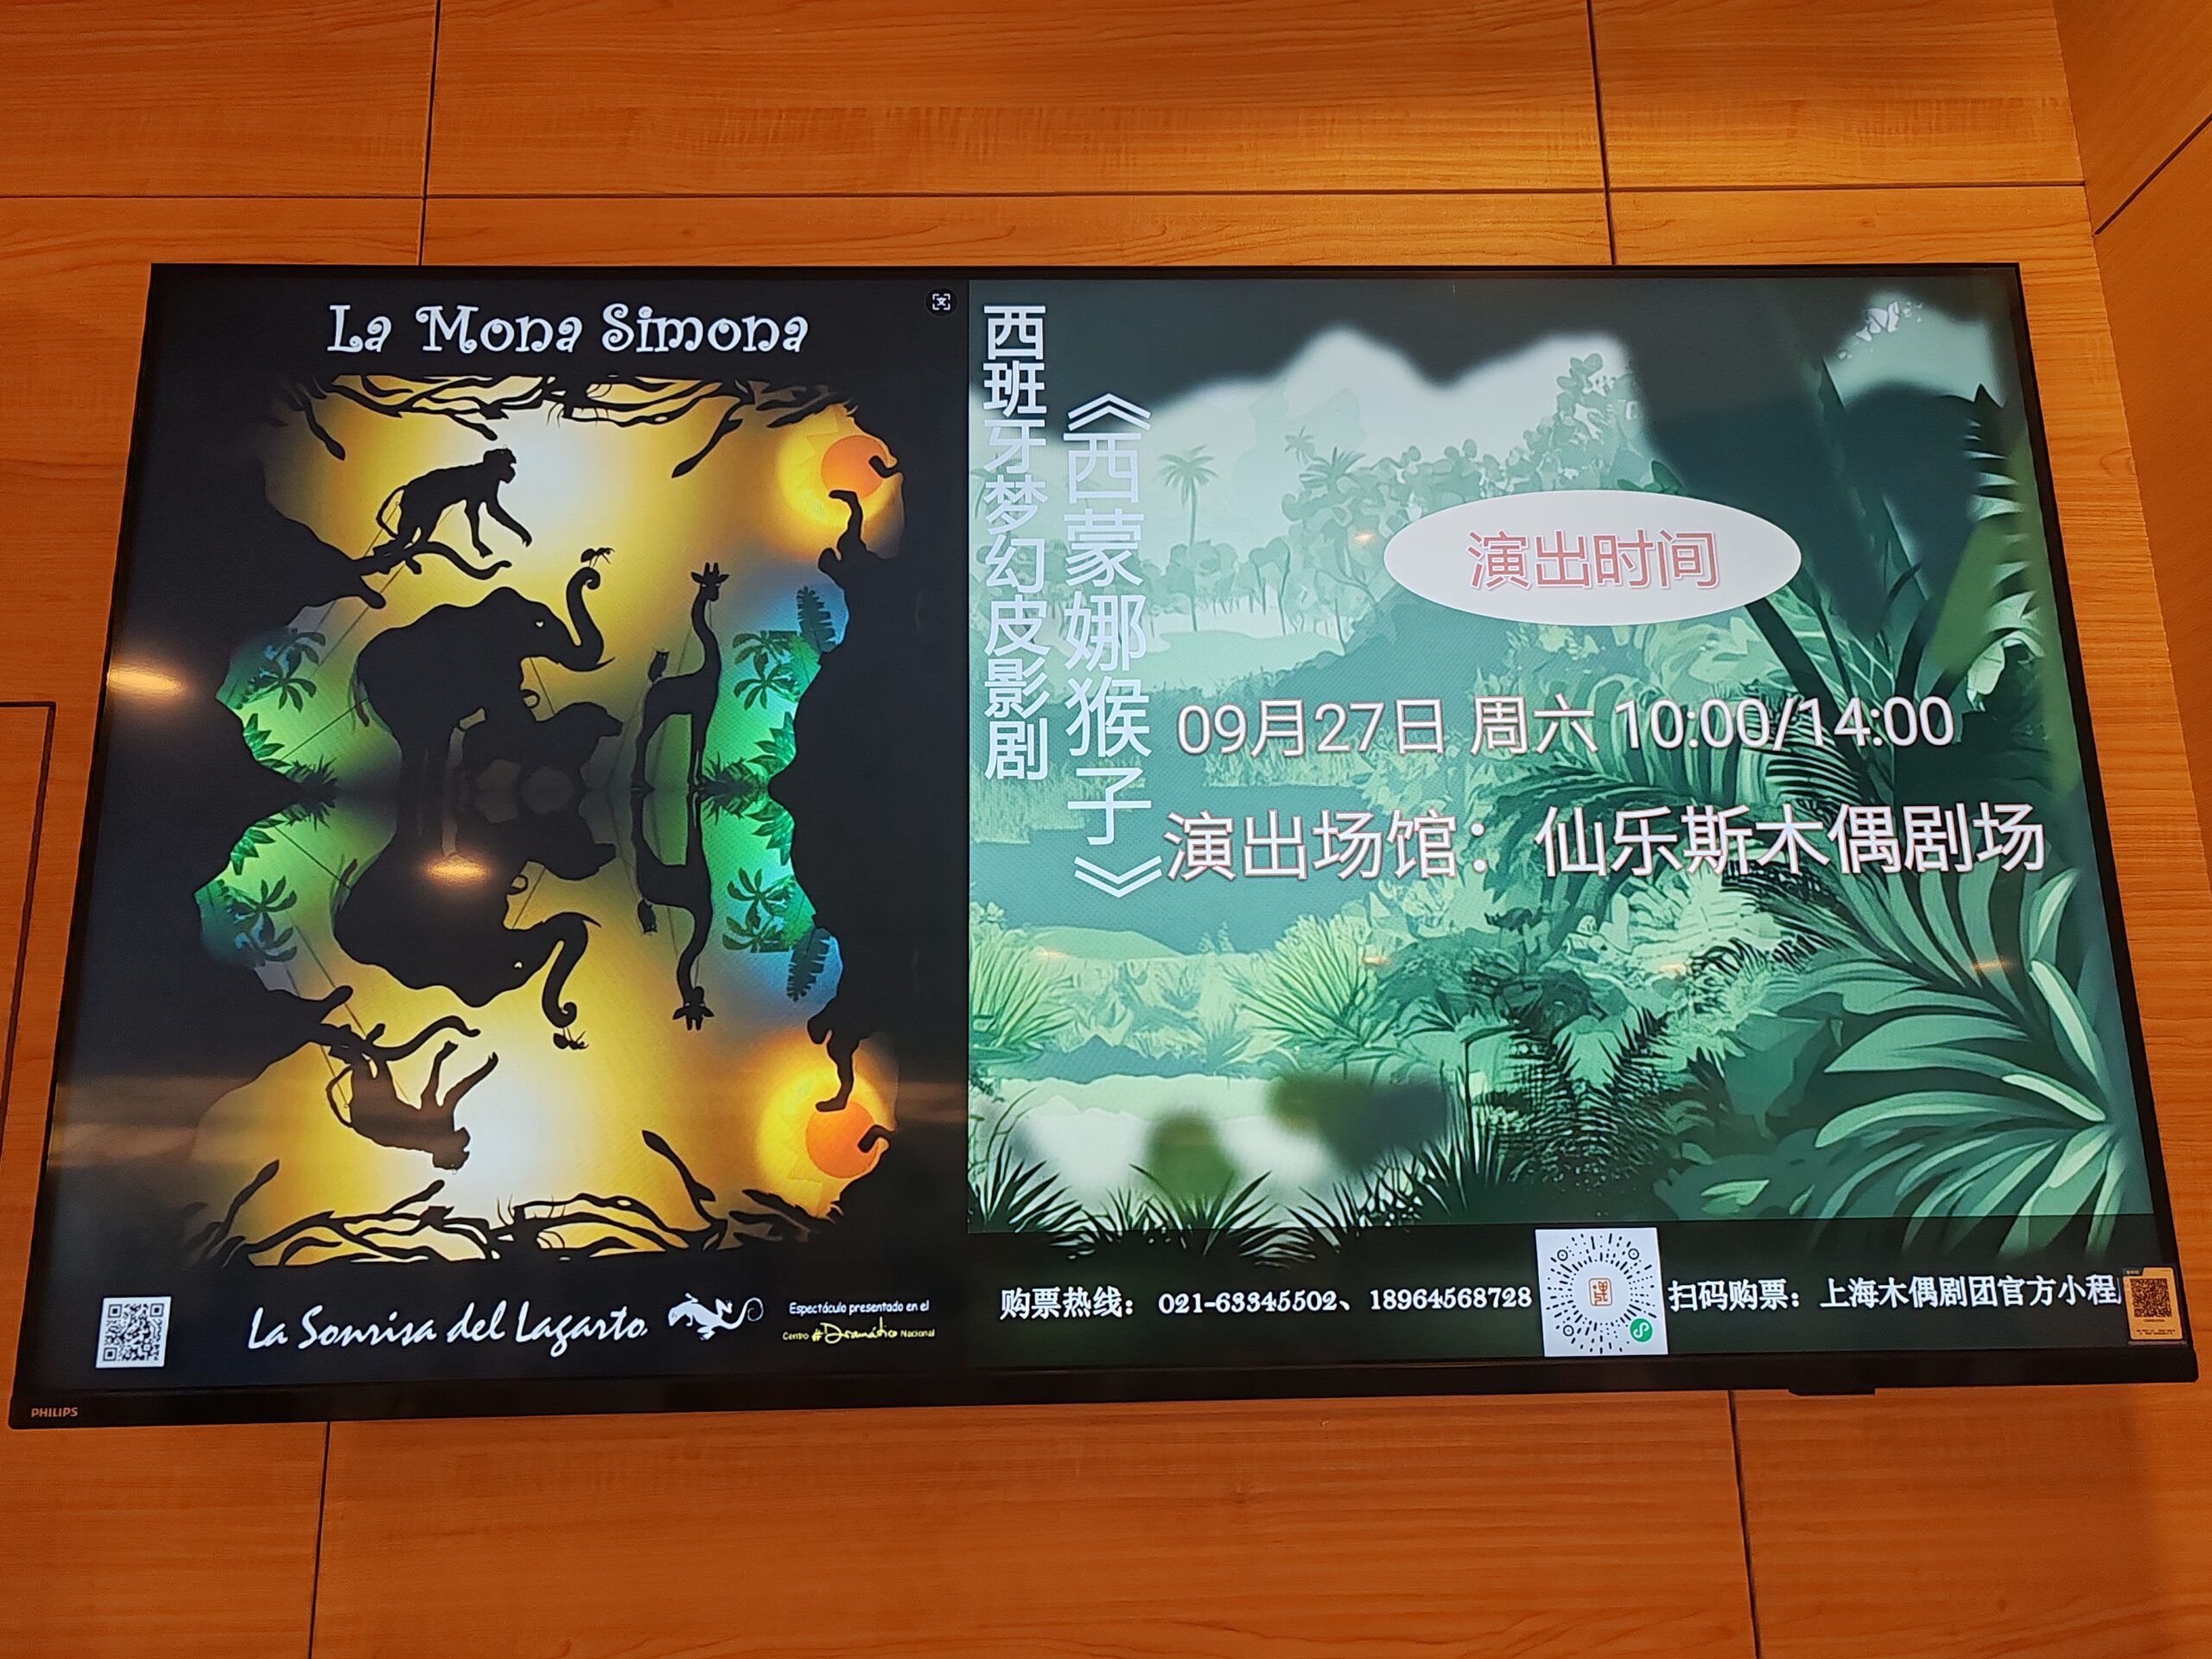 La Mona Simona
La Sonrisa del Lagarto
Espectáculo presentado en el
Centro #Dramático Nacional
西班牙梦幻皮影剧
《西蒙娜猴子》
演出时间
09月27日 周六 10:00/14:00
演出场馆：仙乐斯木偶剧场
购票热线： 021-63345502、18964568728
扫码购票：上海木偶剧团官方小程
PHILIPS